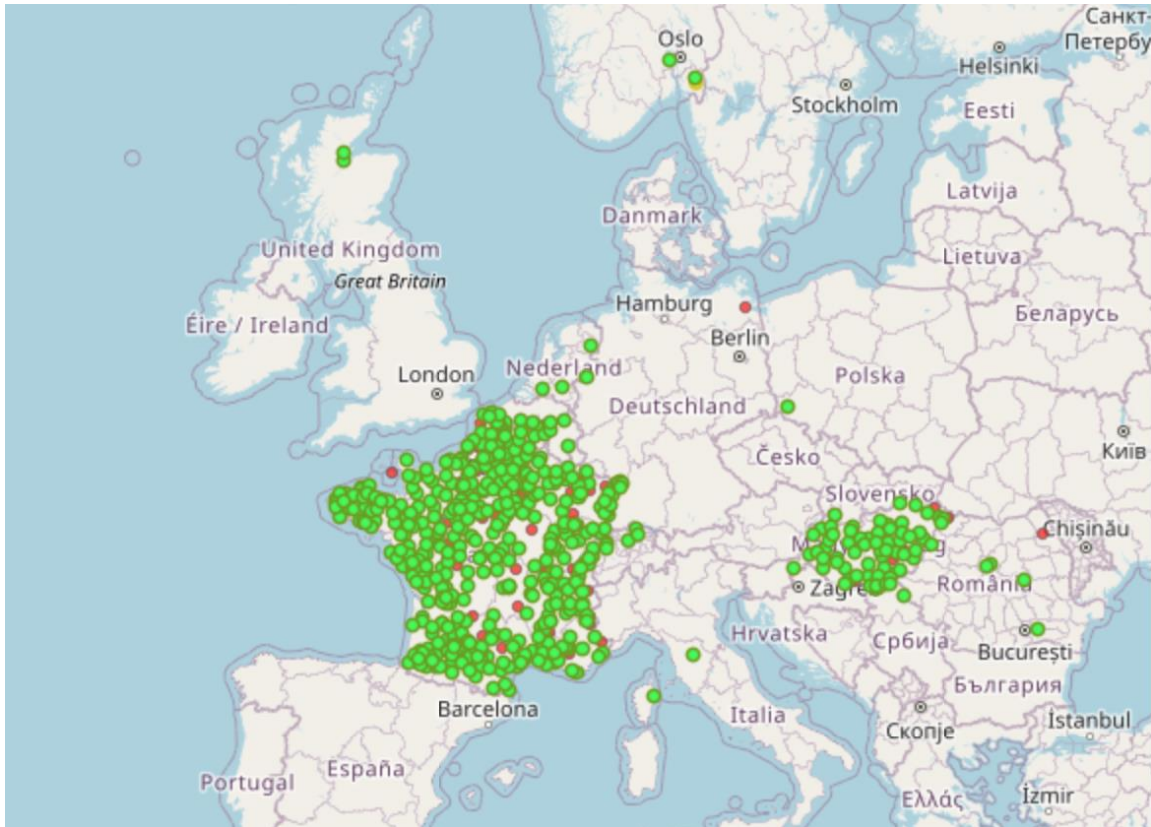 Санкт-
Петербу
Oslo
Helsinki
Stockholm
Eesti
Latvija
Danmark
United Kingdom
Lietuva
Great Britain
Hamburg
Беларусь
Éire / Ireland
Berlin
Nederland
London
Polska
Deutschland
Київ
Česko
Slovensko
Chișinău
România
Zagre
Hrvatska
Србија
București
България
Barcelona
Italia
İstanbul
Скопје
España
Portugal
Ελλάς
İzmir